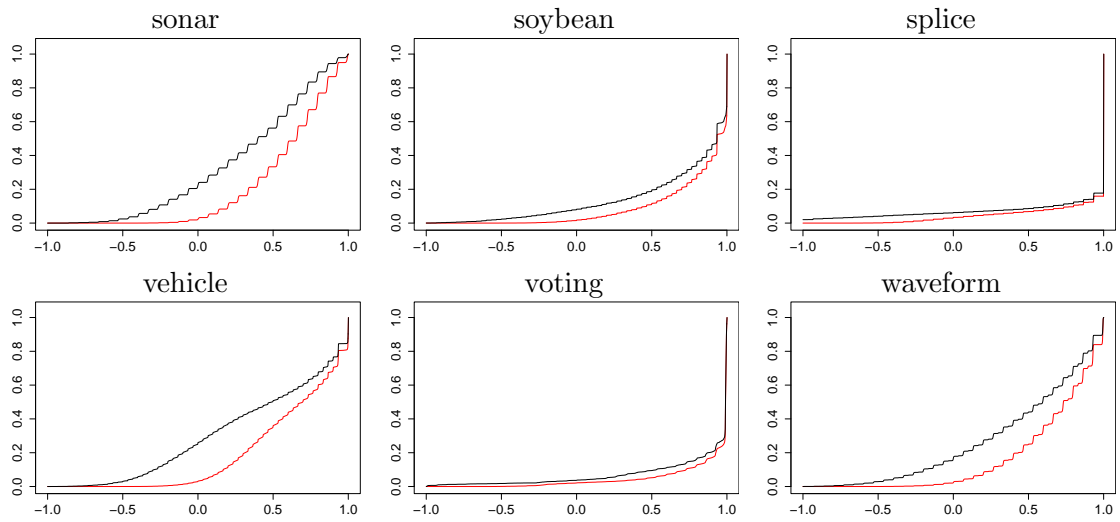 sonar soybean splice
0.0 0.2 0.4 0.6 0.8 1.0 0.0 0.2 0.4 0.6 0.8 1.0 0.0 0.2 0.4 0.6 0.8 1.0
−1.0 −0.5 0.0 0.5 1.0 −1.0 −0.5 0.0 0.5 1.0 −1.0 −0.5 0.0 0.5 1.0
vehicle voting waveform
0.0 0.2 0.4 0.6 0.8 1.0 0.0 0.2 0.4 0.6 0.8 1.0 0.0 0.2 0.4 0.6 0.8 1.0
−1.0 −0.5 0.0 0.5 1.0 −1.0 −0.5 0.0 0.5 1.0 −1.0 −0.5 0.0 0.5 1.0